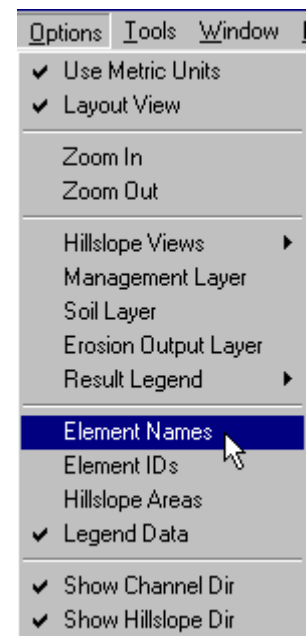 Options Tools Window
Use Metric Units
Layout View
Zoom In
Zoom Out
Hillslope Views
Management Layer
Soil Layer
Erosion Output Layer
Result Legend
Element Names
Element IDs
Hillslope Areas
Legend Data
Show Channel Dir
Show Hillslope Dir